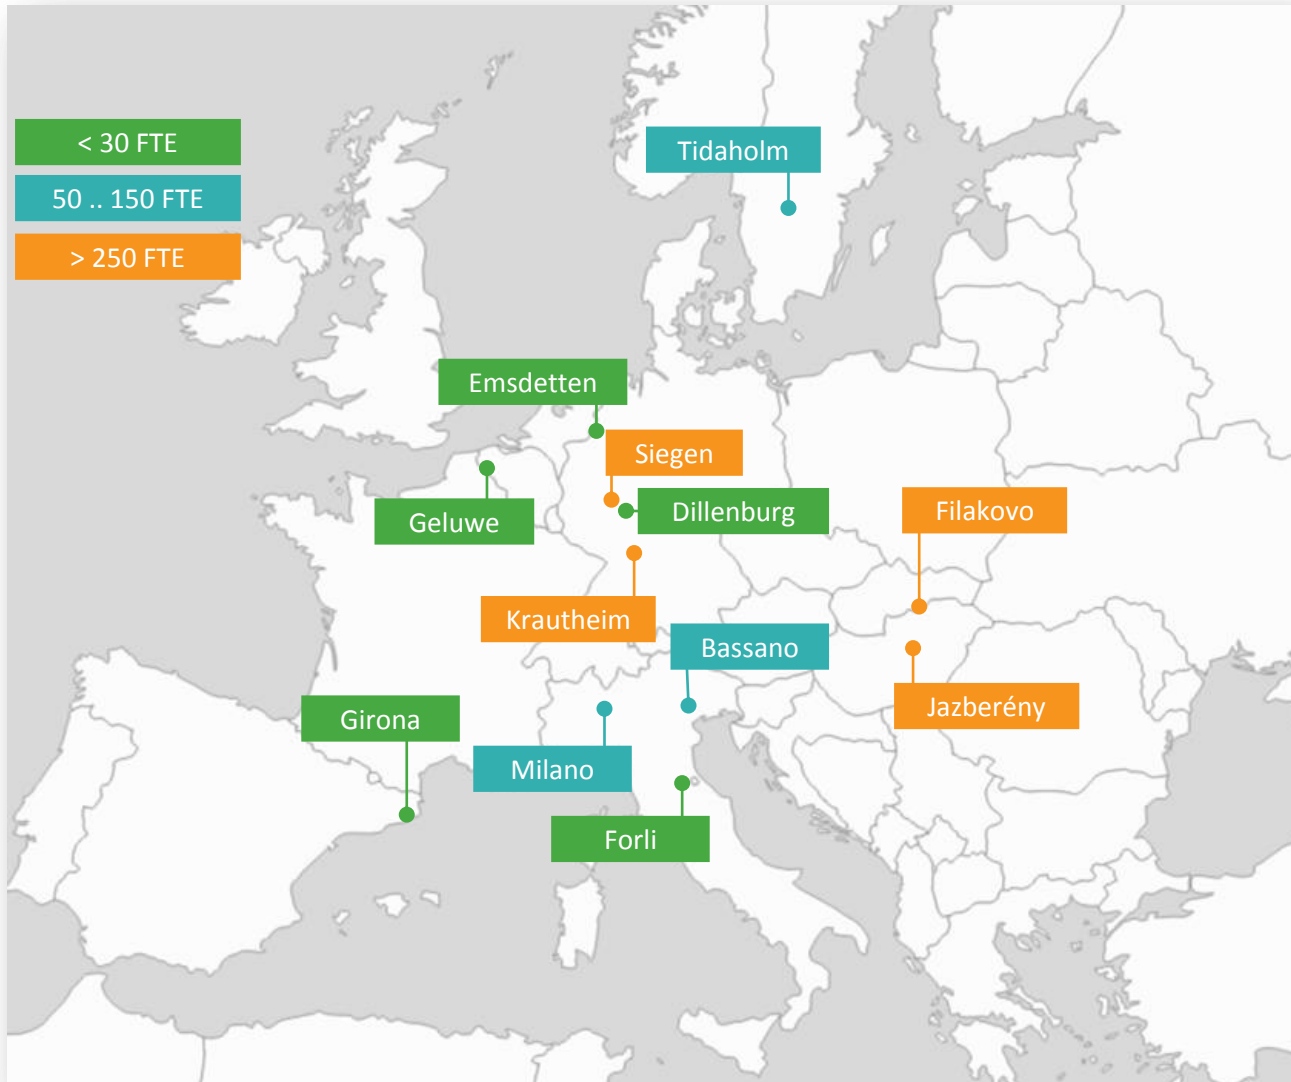 < 30 FTE
50 .. 150 FTE
> 250 FTE
Tidaholm
Emsdetten
Siegen
Dillenburg
Geluwe
Filakovo
Krautheim
Bassano
Jazberény
Girona
Milano
Forli